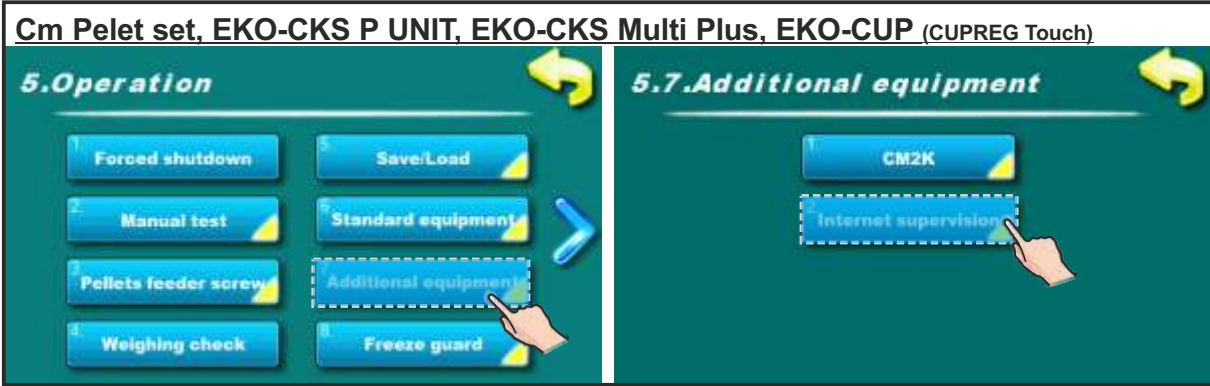 Cm Pelet set, EKO-CKS P UNIT, EKO-CKS Multi Plus, EKO-CUP (CUPREG Touch)
5.Operation
1. Forced shutdown
5. Save/Load
2. Manual test
6. Standard equipment
3. Pellets feeder screw
7. Additional equipment
4. Weighing check
8. Freeze guard
5.7.Additional equipment
1. CM2K
2. Internet supervision